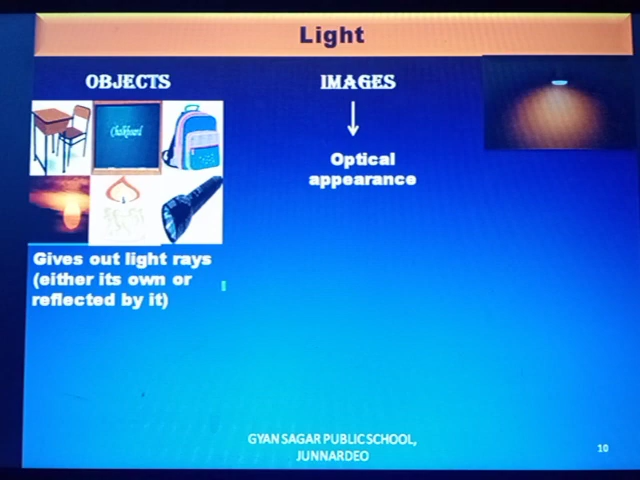 Light
OBJECTS
IMAGES
Chalkboard
Optical
appearance
Gives out light rays
(either its own or
reflected by it)
GYAN SAGAR PUBLIC SCHOOL,
JUNNARDEO
10